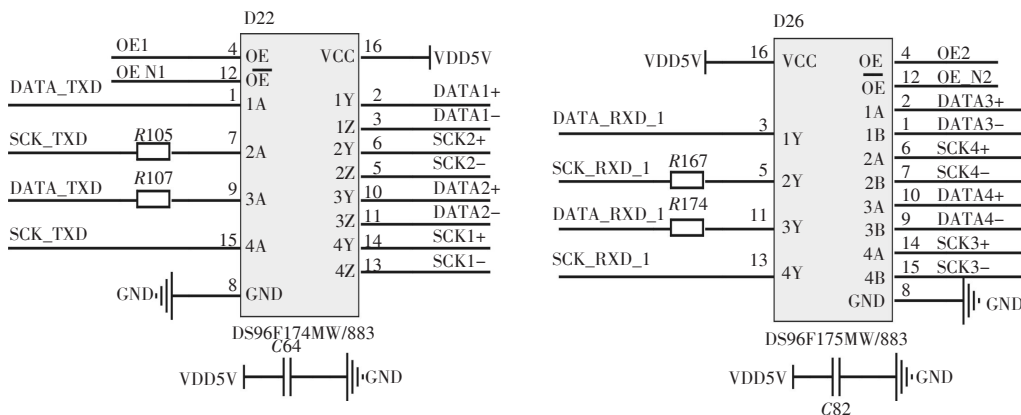 D22
OE1 4 OE VCC 16 VDD5V
OE N1 12 OE
DATA_TXD 1 1A 1Y 2 DATA1+
1Z 3 DATA1-
SCK_TXD R105 7 2A 2Y 6 SCK2+
2Z 5 SCK2-
DATA_TXD R107 9 3A 3Y 10 DATA2+
3Z 11 DATA2-
SCK_TXD 15 4A 4Y 14 SCK1+
4Z 13 SCK1-
GND 8 GND
DS96F174MW/883
C64
VDD5V GND
D26
VDD5V 16 VCC OE 4 OE2
OE 12 OE_N2
1A 2 DATA3+
DATA_RXD_1 3 1Y 1B 1 DATA3-
2A 6 SCK4+
SCK_RXD_1 R167 5 2Y 2B 7 SCK4-
3A 10 DATA4+
DATA_RXD_1 R174 11 3Y 3B 9 DATA4-
4A 14 SCK3+
SCK_RXD_1 13 4Y 4B 15 SCK3-
GND 8 GND
DS96F175MW/883
VDD5V GND
C82